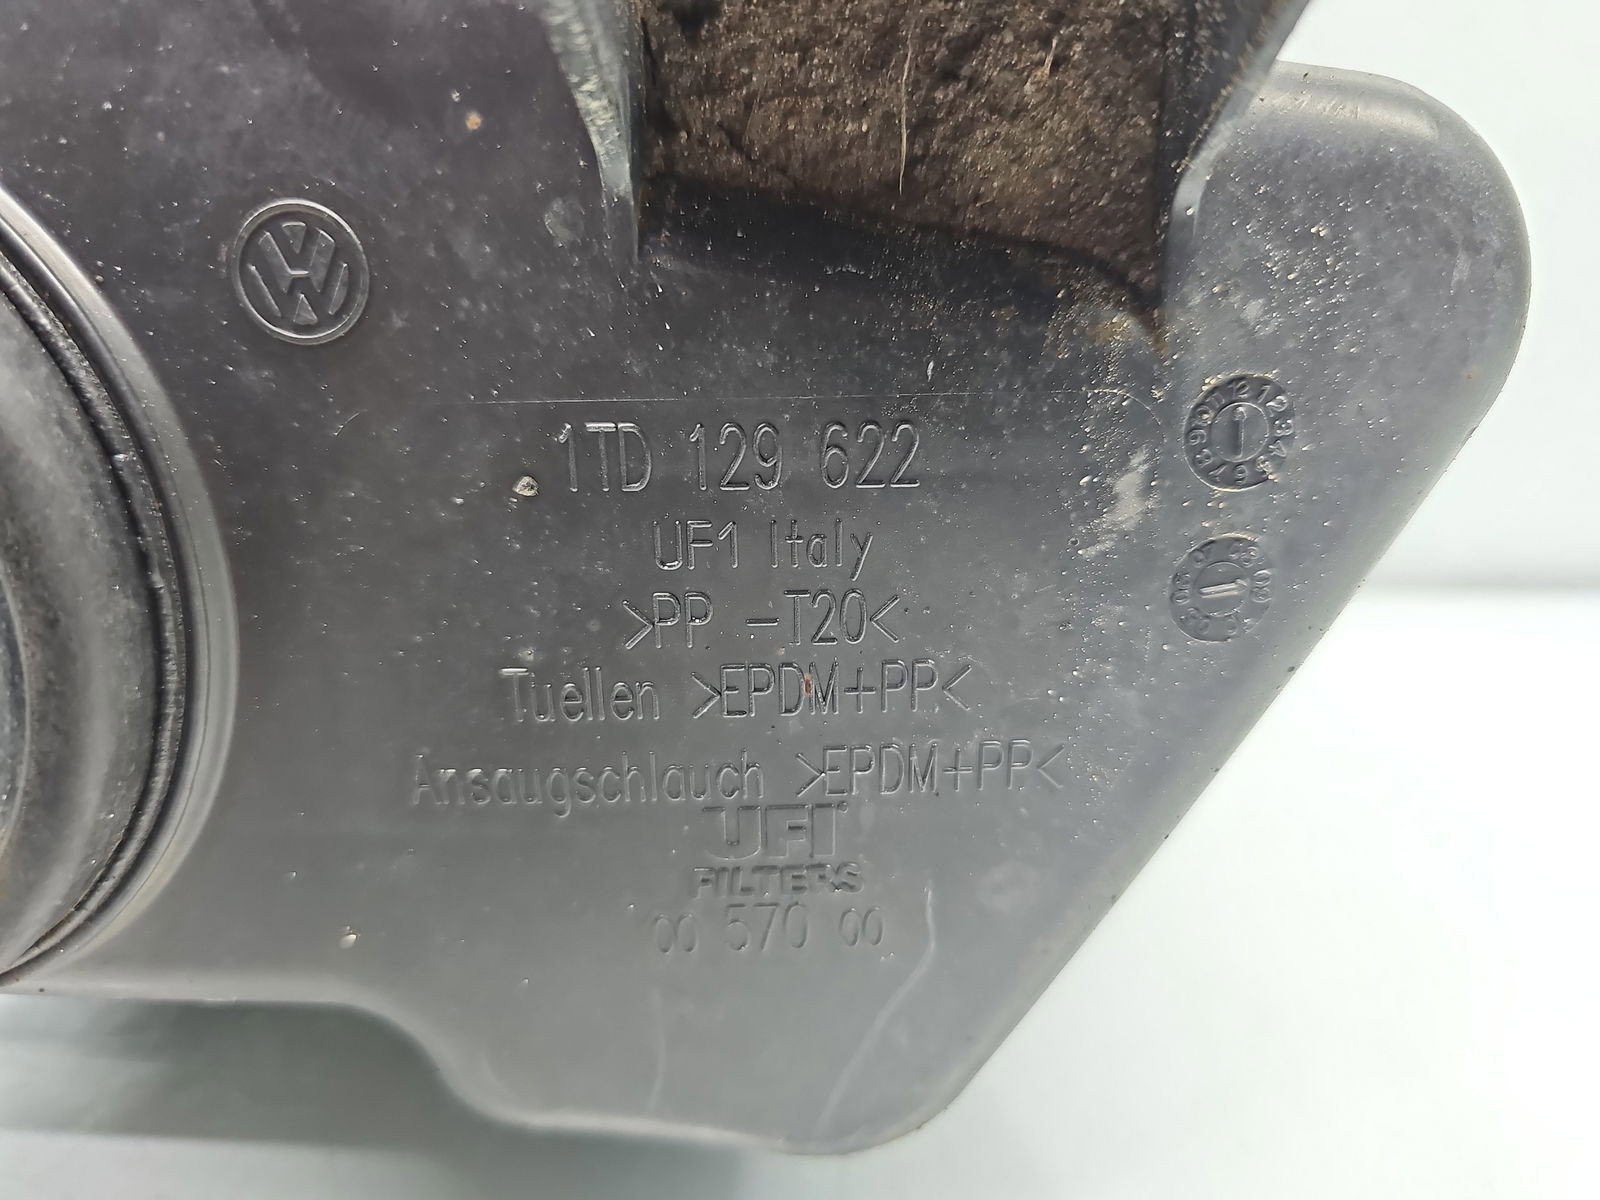 1TD 129 622
UF1 Italy
>PP -T20<
Tuellen >EPDM+PP<
Ansaugschlauch >EPDM+PP<
UFI
FILTERS
00 570 00